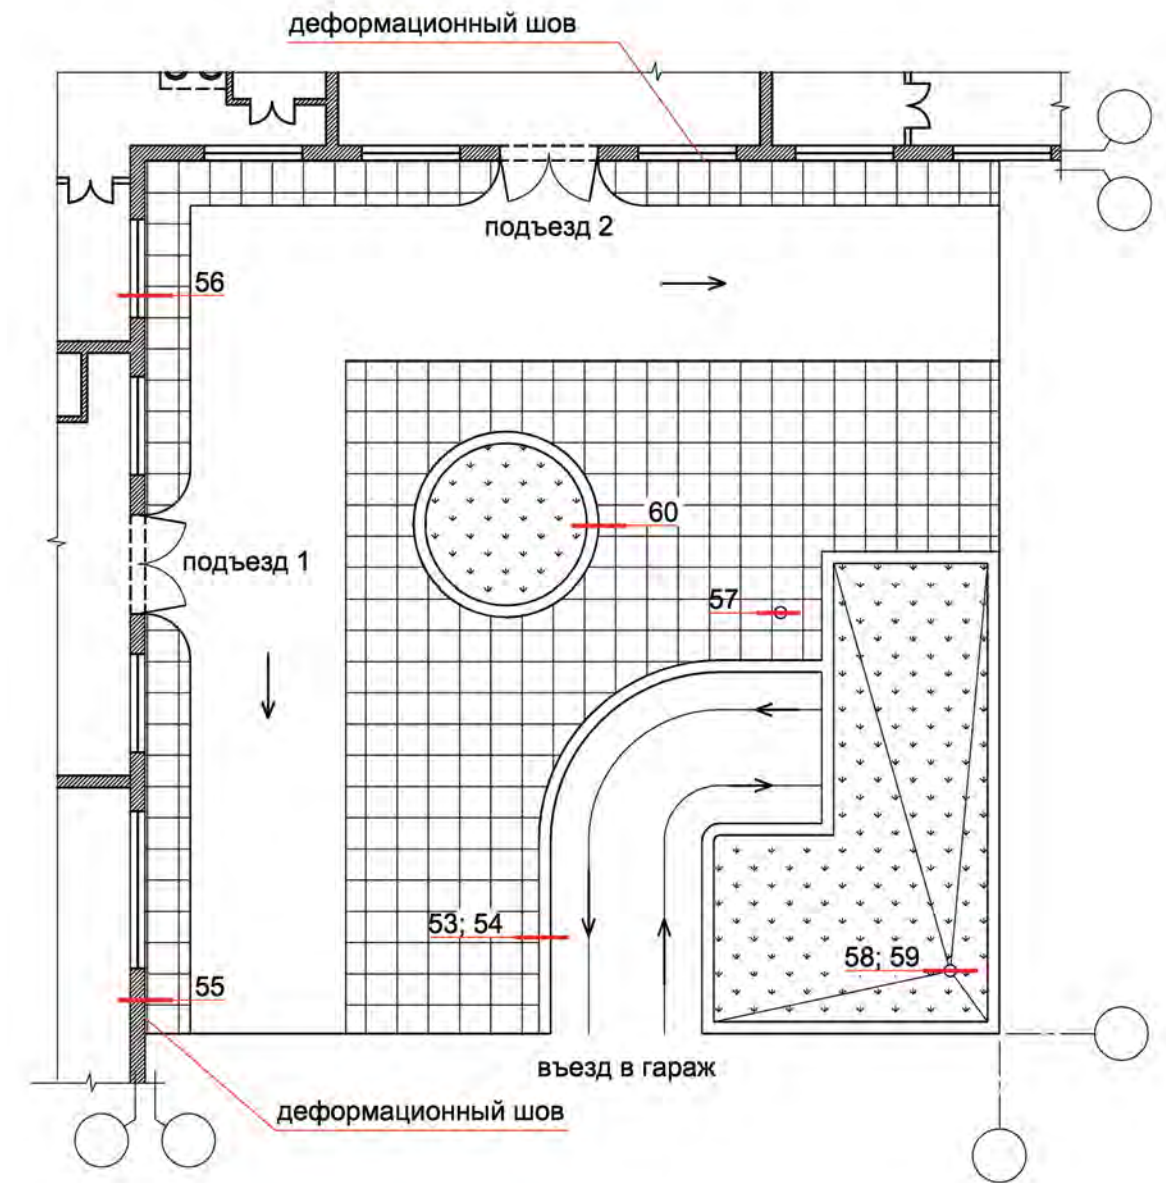 деформационный шов
подъезд 2
56
60
подъезд 1
57
53; 54
58; 59
55
въезд в гараж
деформационный шов